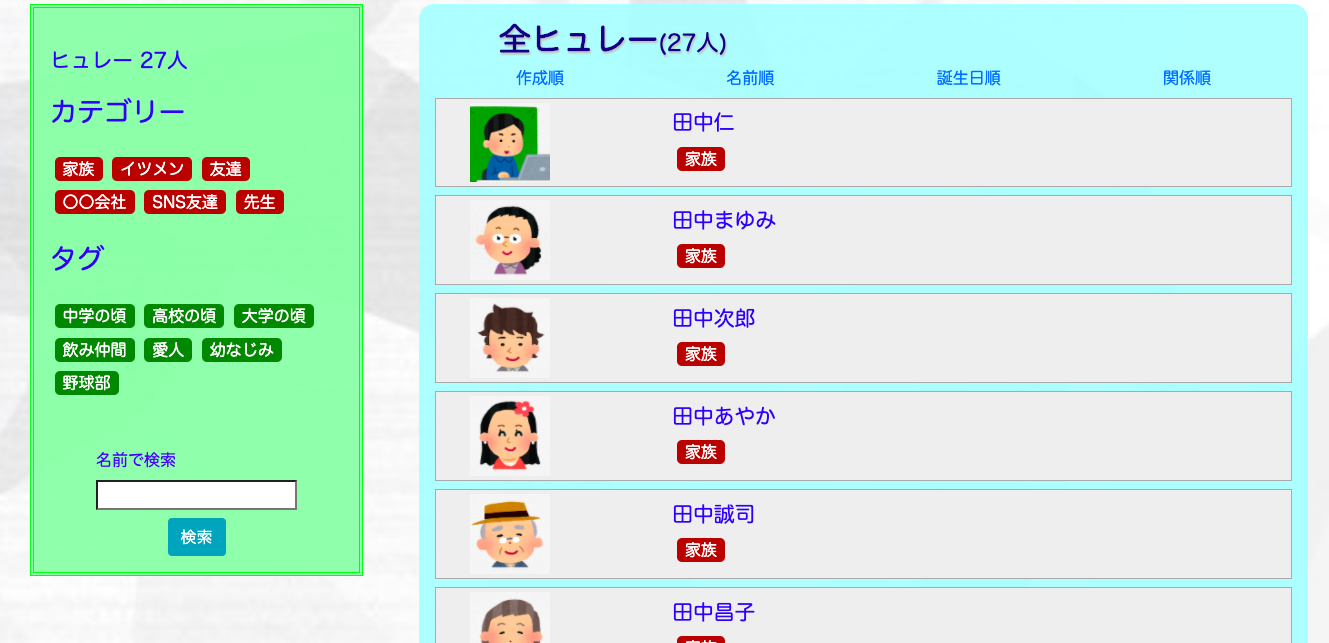 ヒュレー 27人
カテゴリー
家族 イツメン 友達
〇〇会社 SNS友達 先生
タグ
中学の頃 高校の頃 大学の頃
飲み仲間 愛人 幼なじみ
野球部
名前で検索
検索
全ヒュレー(27人)
作成順 名前順 誕生日順 関係順
田中仁
家族
田中まゆみ
家族
田中次郎
家族
田中あやか
家族
田中誠司
家族
田中昌子